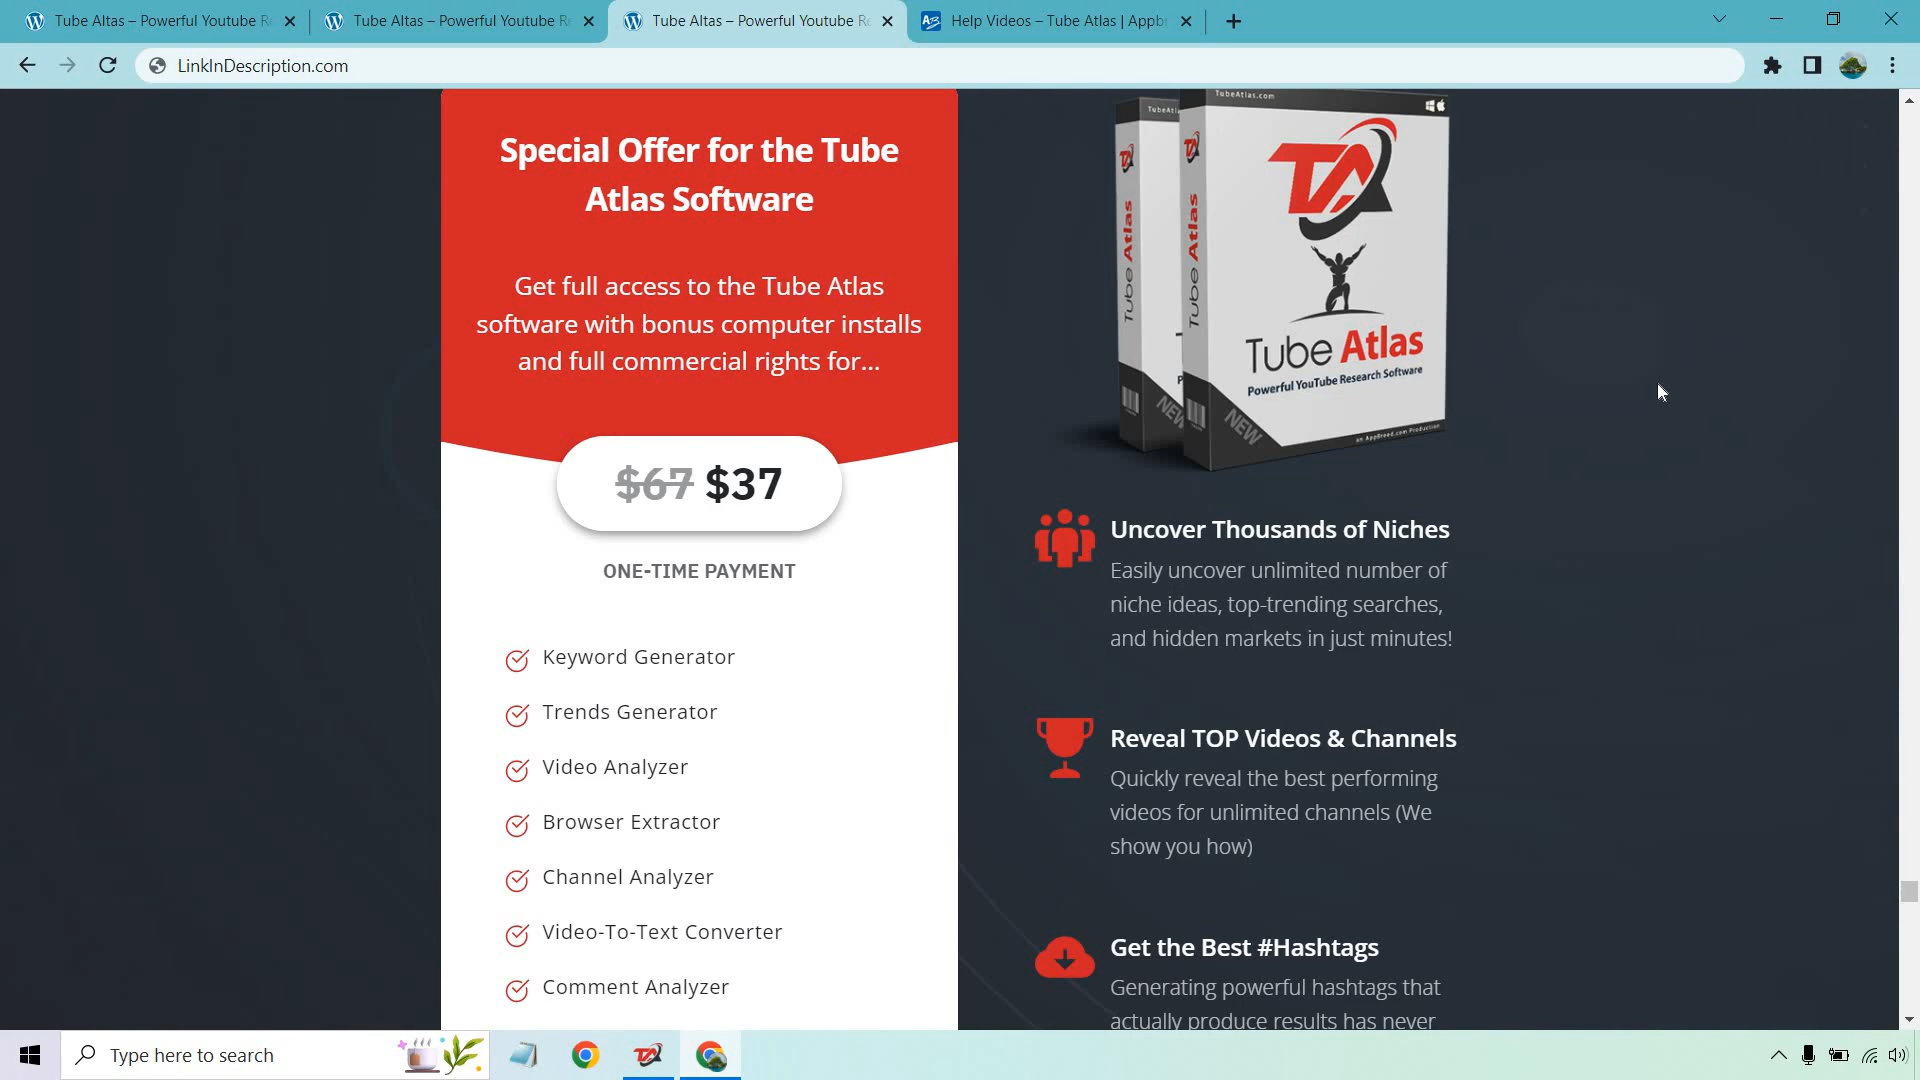 Tube Altas – Powerful Youtube R
Tube Altas – Powerful Youtube R
Tube Altas – Powerful Youtube R
Help Videos – Tube Atlas | Appb
LinkInDescription.com
Special Offer for the Tube
Atlas Software
Get full access to the Tube Atlas
software with bonus computer installs
and full commercial rights for...
$67 $37
ONE-TIME PAYMENT
Keyword Generator
Trends Generator
Video Analyzer
Browser Extractor
Channel Analyzer
Video-To-Text Converter
Comment Analyzer
TubeAtlas.com
TA
Tube Atlas
Tube Atlas
Tube Atlas
Powerful YouTube Research Software
NEW
NEW
an AppBreed.com Production
Uncover Thousands of Niches
Easily uncover unlimited number of
niche ideas, top-trending searches,
and hidden markets in just minutes!
Reveal TOP Videos & Channels
Quickly reveal the best performing
videos for unlimited channels (We
show you how)
Get the Best #Hashtags
Generating powerful hashtags that
actually produce results has never
Type here to search